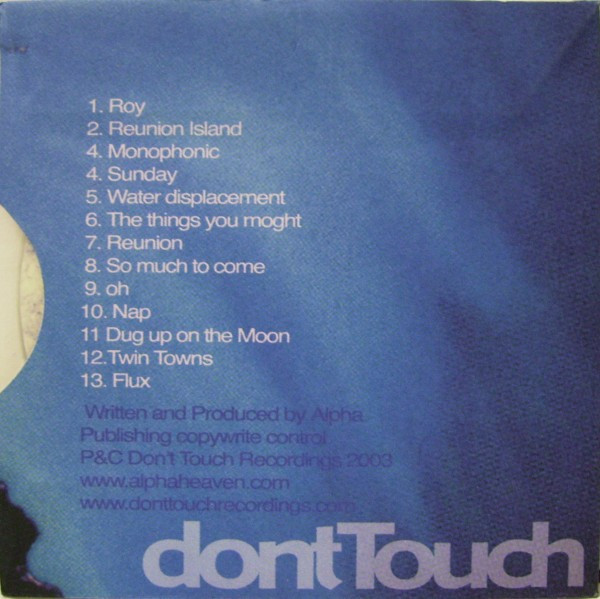 1. Roy
2. Reunion Island
4. Monophonic
4. Sunday
5. Water displacement
6. The things you moght
7. Reunion
8. So much to come
9. oh
10. Nap
11 Dug up on the Moon
12.Twin Towns
13. Flux
Written and Produced by Alpha.
Publishing copywrite control
P&C Don't Touch Recordings 2003
www.alphaheaven.com
www.donttouchrecordings.com
dontTouch